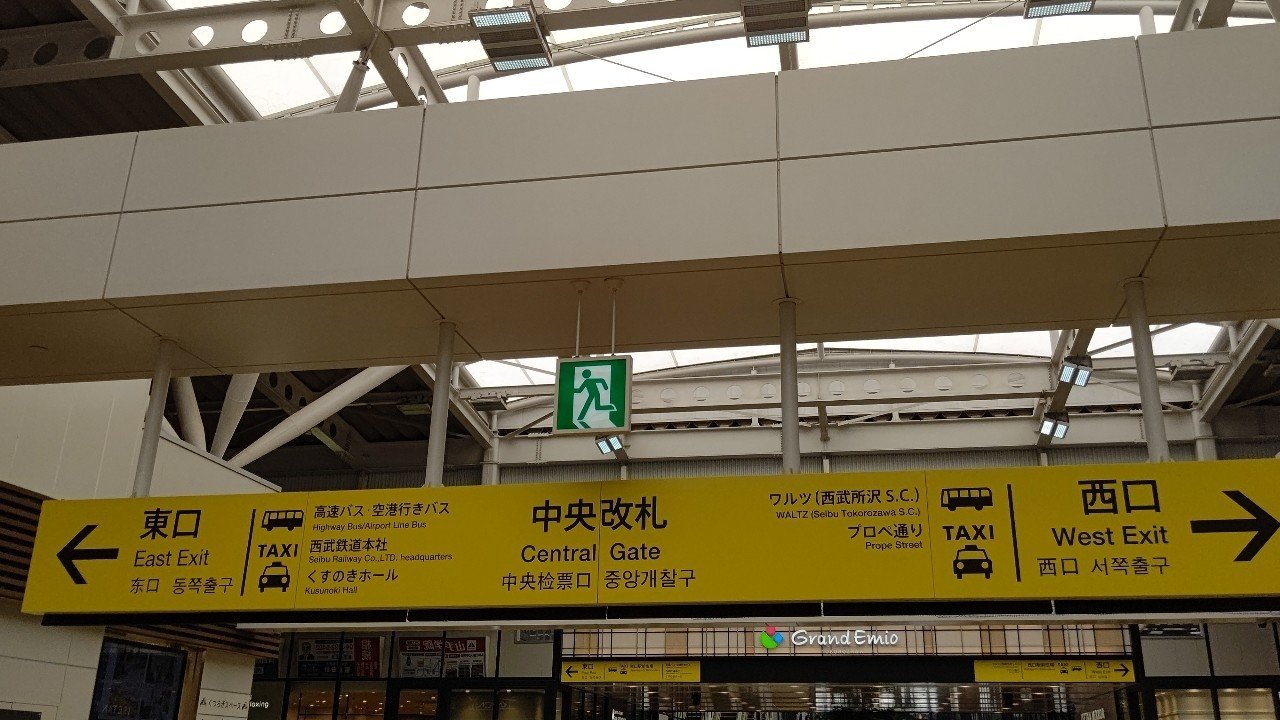 東口
East Exit
东口 동쪽출구
TAXI
高速バス・空港行きバス
Highway Bus/Airport Line Bus
西武鉄道本社
Seibu Railway Co.,LTD. headquarters
くすのきホール
Kusunoki Hall
中央改札
Central Gate
中央检票口 중앙개찰구
ワルツ(西武所沢S.C.)
WALTZ (Seibu Tokorozawa S.C.)
プロペ通り
Prope Street
TAXI
西口
West Exit
西口 서쪽출구
Grand Emio
東口
西口